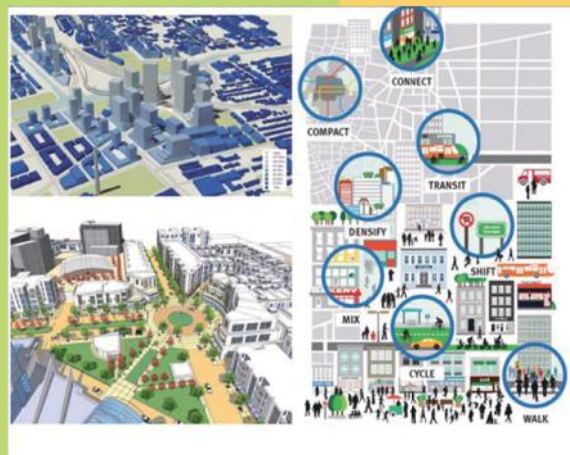 CONNECT
COMPACT
TRANSIT
DENSIFY
SHIFT
MIX
CYCLE
WALK